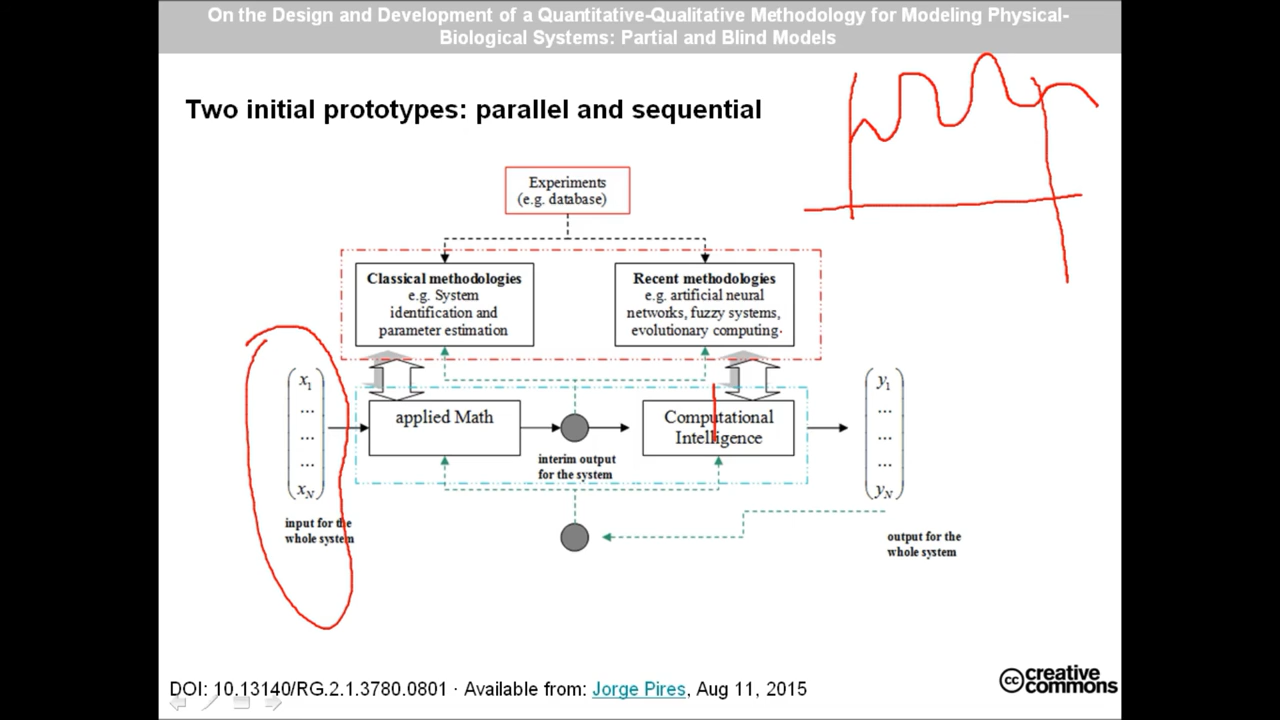 On the Design and Development of a Quantitative-Qualitative Methodology for Modeling Physical-
Biological Systems: Partial and Blind Models
Two initial prototypes: parallel and sequential
Experiments
(e.g. database)
Classical methodologies
e.g. System
identification and
parameter estimation
Recent methodologies
e.g. artificial neural
networks, fuzzy systems,
evolutionary computing.
x1
...
...
...
xN
input for the
whole system
applied Math
interim output
for the system
Computational
Intelligence
y1
...
...
...
yN
output for the
whole system
DOI: 10.13140/RG.2.1.3780.0801 · Available from: Jorge Pires, Aug 11, 2015
cc creative
commons